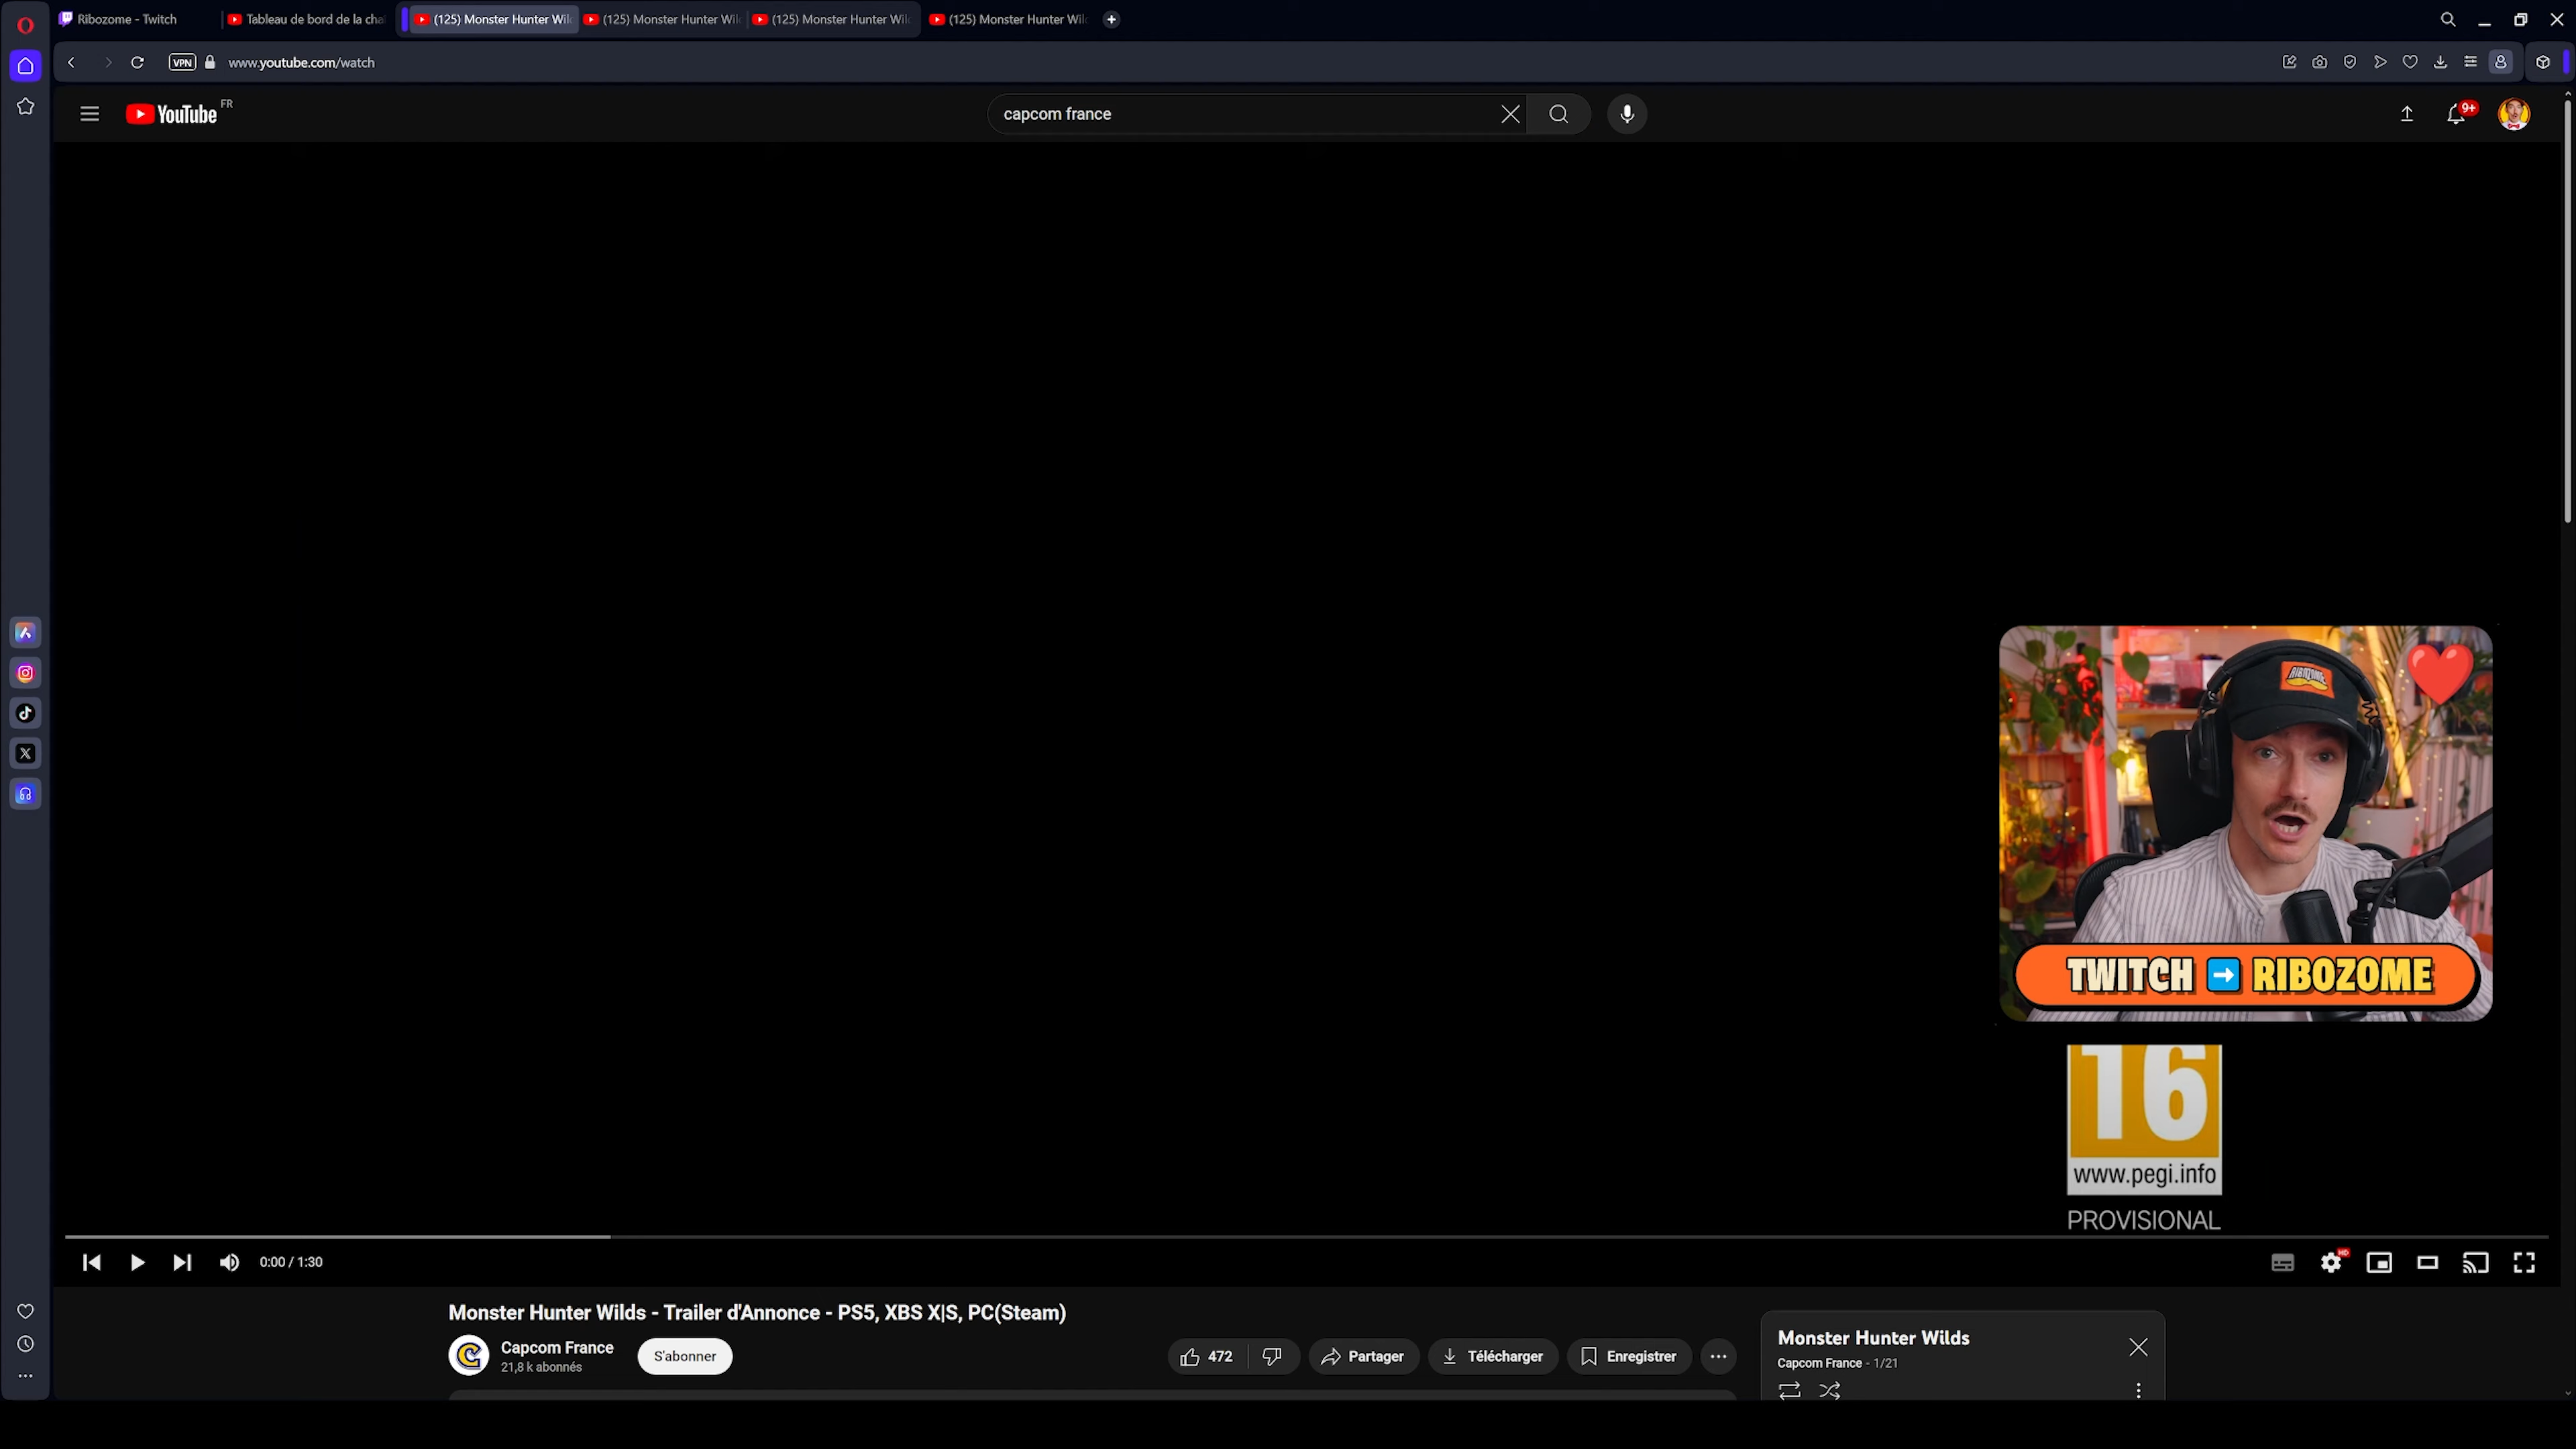 Ribozome - Twitch
Tableau de bord de la chaî
(125) Monster Hunter Wil
(125) Monster Hunter Wil
(125) Monster Hunter Wil
(125) Monster Hunter Wil
VPN
www.youtube.com/watch
YouTube FR
capcom france
9+
RIBOZOME
TWITCH ➡ RIBOZOME
16
www.pegi.info
PROVISIONAL
0:00 / 1:30
HD
Monster Hunter Wilds - Trailer d'Annonce - PS5, XBS X|S, PC(Steam)
Capcom France
21,8 k abonnés
S'abonner
472
Partager
Télécharger
Enregistrer
Monster Hunter Wilds
Capcom France - 1/21